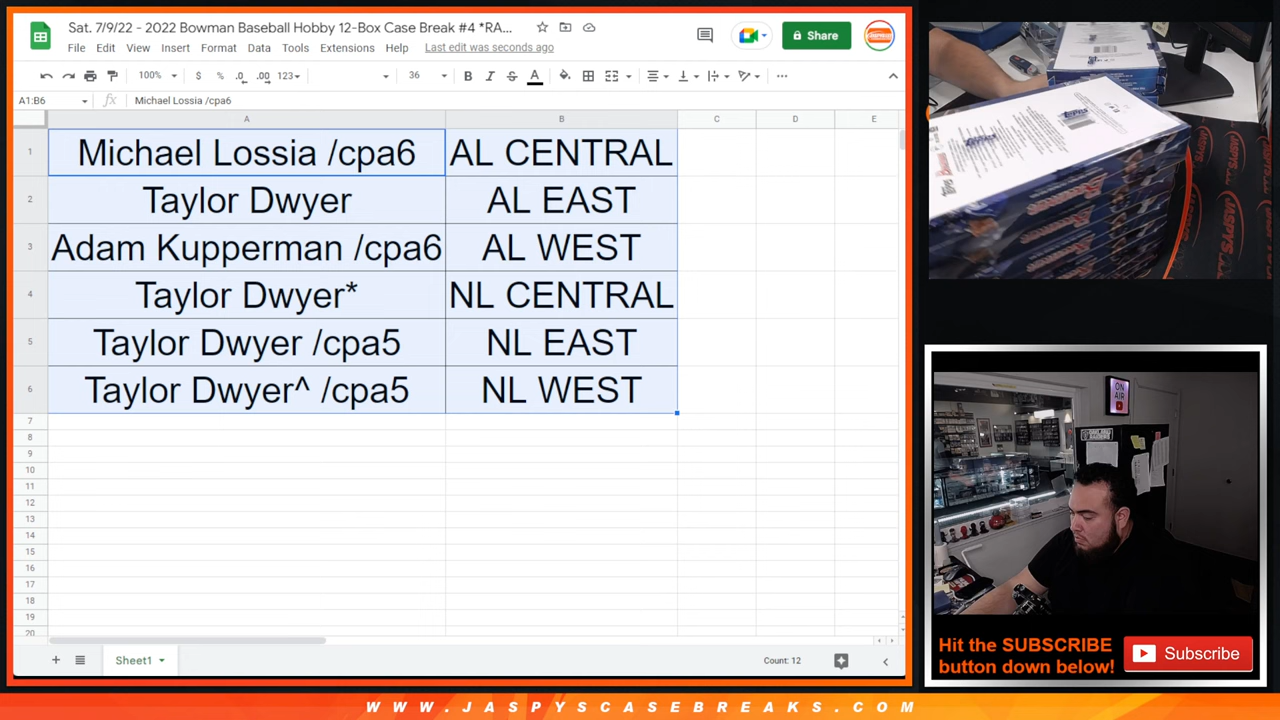 Sat. 7/9/22 - 2022 Bowman Baseball Hobby 12-Box Case Break #4 *RA...
File Edit View Insert Format Data Tools Extensions Help Last edit was seconds ago
Share
100% $ % .0 .00 123 36 B I S A
A1:B6 fx Michael Lossia /cpa6
A B C D E
1 Michael Lossia /cpa6 AL CENTRAL
2 Taylor Dwyer AL EAST
3 Adam Kupperman /cpa6 AL WEST
4 Taylor Dwyer* NL CENTRAL
5 Taylor Dwyer /cpa5 NL EAST
6 Taylor Dwyer^ /cpa5 NL WEST
7
8
9
10
11
12
13
14
15
16
17
18
19
20
Sheet1 Count: 12
ON AIR
Hit the SUBSCRIBE
button down below!
Subscribe
WWW.JASPYSCASEBREAKS.COM